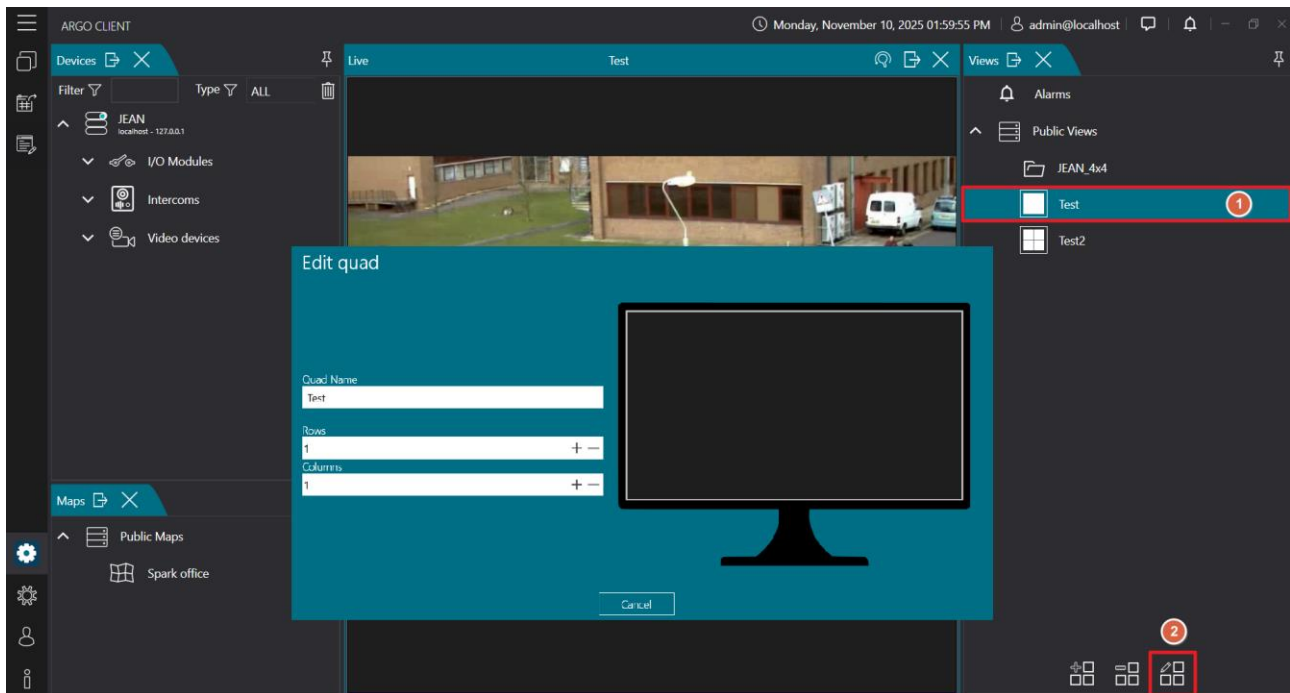 ARGO CLIENT
Monday, November 10, 2025 01:59:55 PM
admin@localhost
Devices
Live
Test
Views
Filter
Type
ALL
JEAN
localhost - 127.0.0.1
I/O Modules
Intercoms
Video devices
Alarms
Public Views
JEAN_4x4
Test
1
Test2
Edit quad
Quad Name
Test
Rows
1
Columns
1
Cancel
Maps
Public Maps
Spark office
2